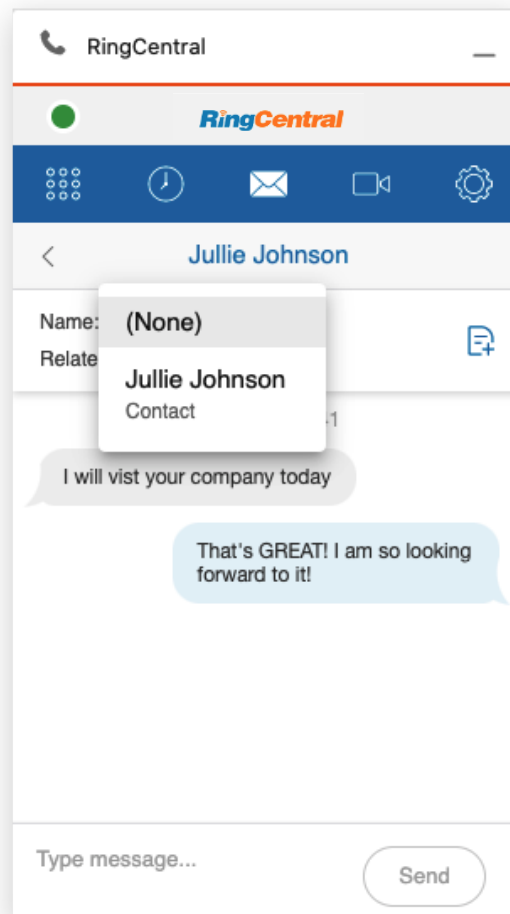 RingCentral
RingCentral
Jullie Johnson
Name:
(None)
Relate
Jullie Johnson
Contact
1
I will vist your company today
That's GREAT! I am so looking
forward to it!
Type message...
Send